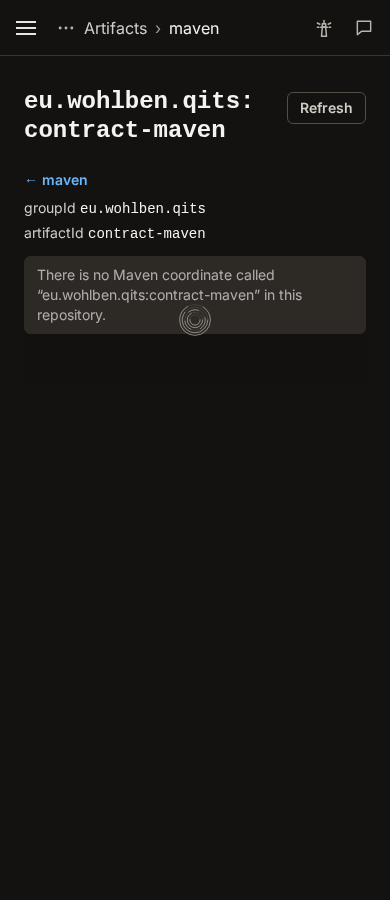 ··· Artifacts › maven
eu.wohlben.qits:
contract-maven
Refresh
← maven
groupId eu.wohlben.qits
artifactId contract-maven
There is no Maven coordinate called
“eu.wohlben.qits:contract-maven” in this
repository.